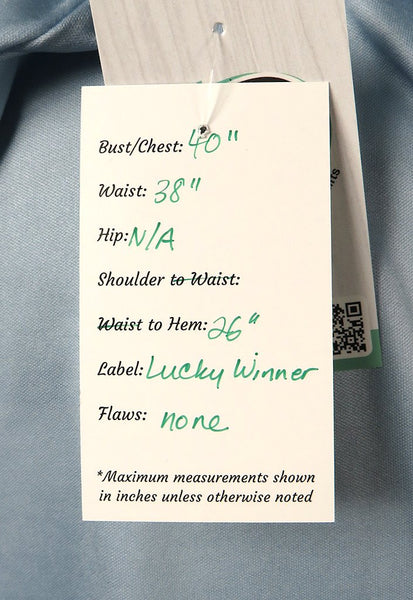 Bust/Chest: 40"
Waist: 38"
Hip: N/A
Shoulder to Waist:
Waist to Hem: 26"
Label: Lucky Winner
Flaws: none
*Maximum measurements shown
in inches unless otherwise noted